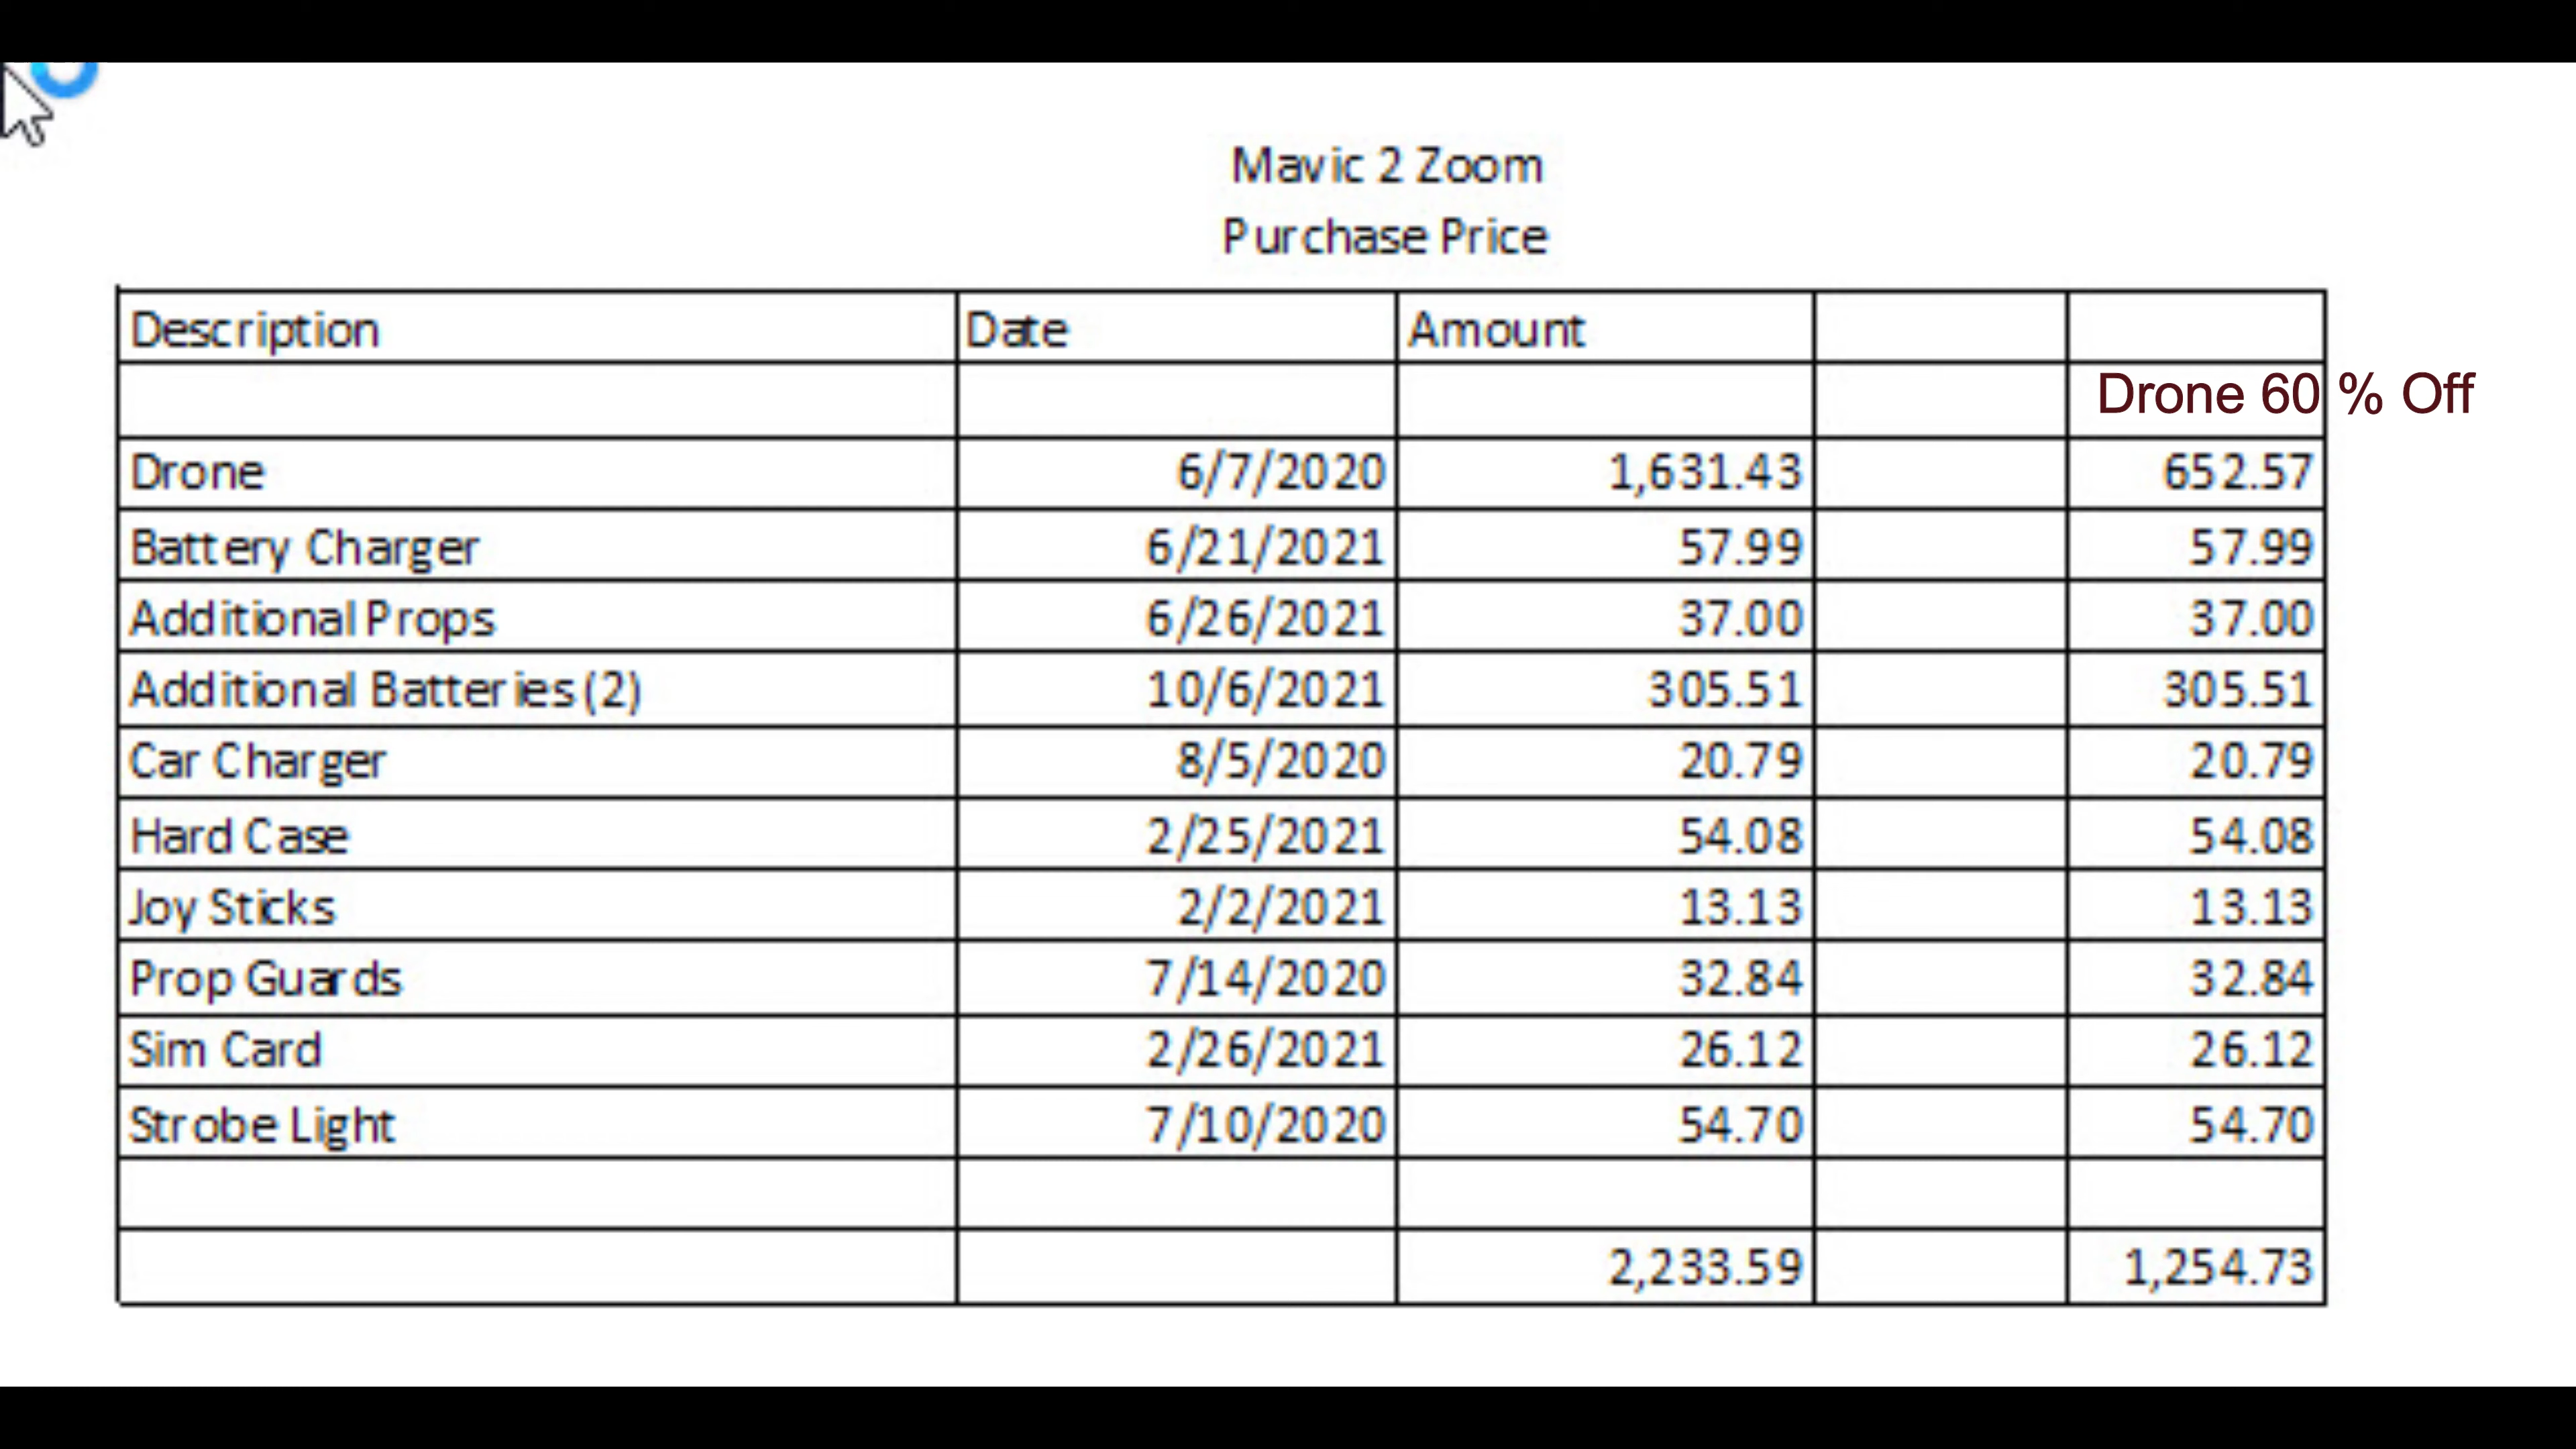 Mavic 2 Zoom
Purchase Price
Description Date Amount
Drone 60 % Off
Drone 6/7/2020 1,631.43 652.57
Battery Charger 6/21/2021 57.99 57.99
Additional Props 6/26/2021 37.00 37.00
Additional Batteries (2) 10/6/2021 305.51 305.51
Car Charger 8/5/2020 20.79 20.79
Hard Case 2/25/2021 54.08 54.08
Joy Sticks 2/2/2021 13.13 13.13
Prop Guards 7/14/2020 32.84 32.84
Sim Card 2/26/2021 26.12 26.12
Strobe Light 7/10/2020 54.70 54.70
2,233.59 1,254.73